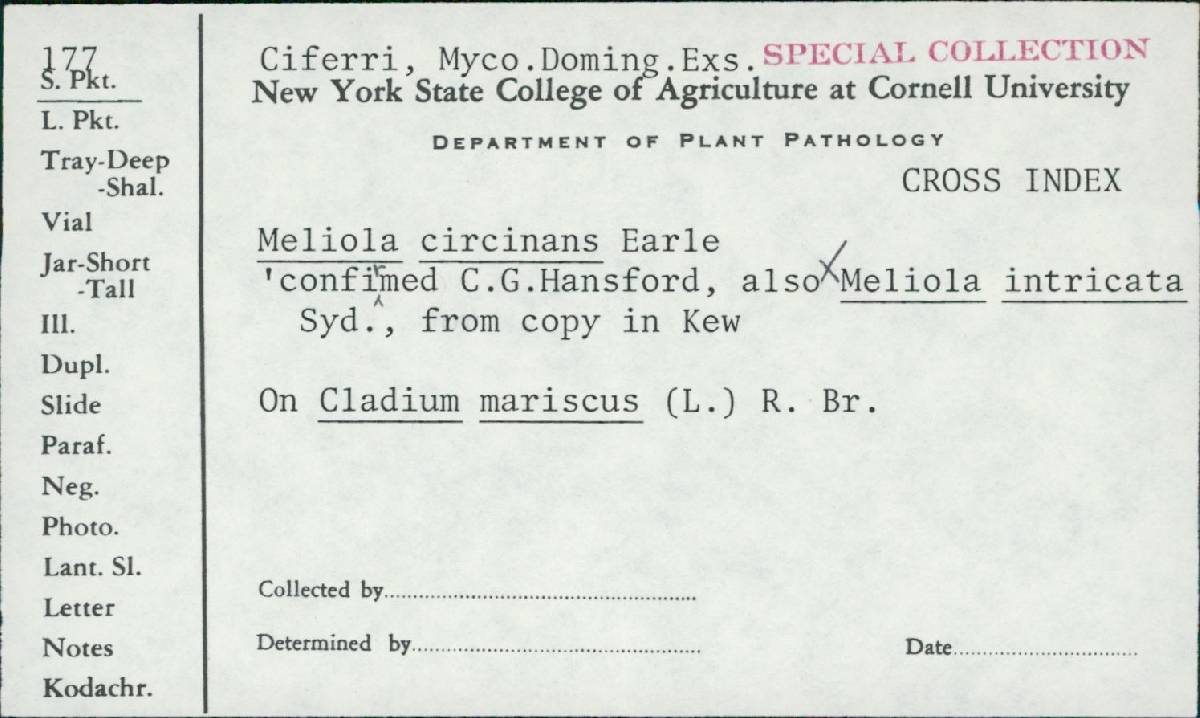 177
S. Pkt.
L. Pkt.
Tray-Deep
-Shal.
Vial
Jar-Short
-Tall
Ill.
Dupl.
Slide
Paraf.
Neg.
Photo.
Lant. Sl.
Letter
Notes
Kodachr.
Ciferri, Myco.Doming.Exs. SPECIAL COLLECTION
New York State College of Agriculture at Cornell University
DEPARTMENT OF PLANT PATHOLOGY
CROSS INDEX
Meliola circinans Earle
'confirmed C.G.Hansford, also Meliola intricata
Syd., from copy in Kew
On Cladium mariscus (L.) R. Br.
Collected by
Determined by
Date